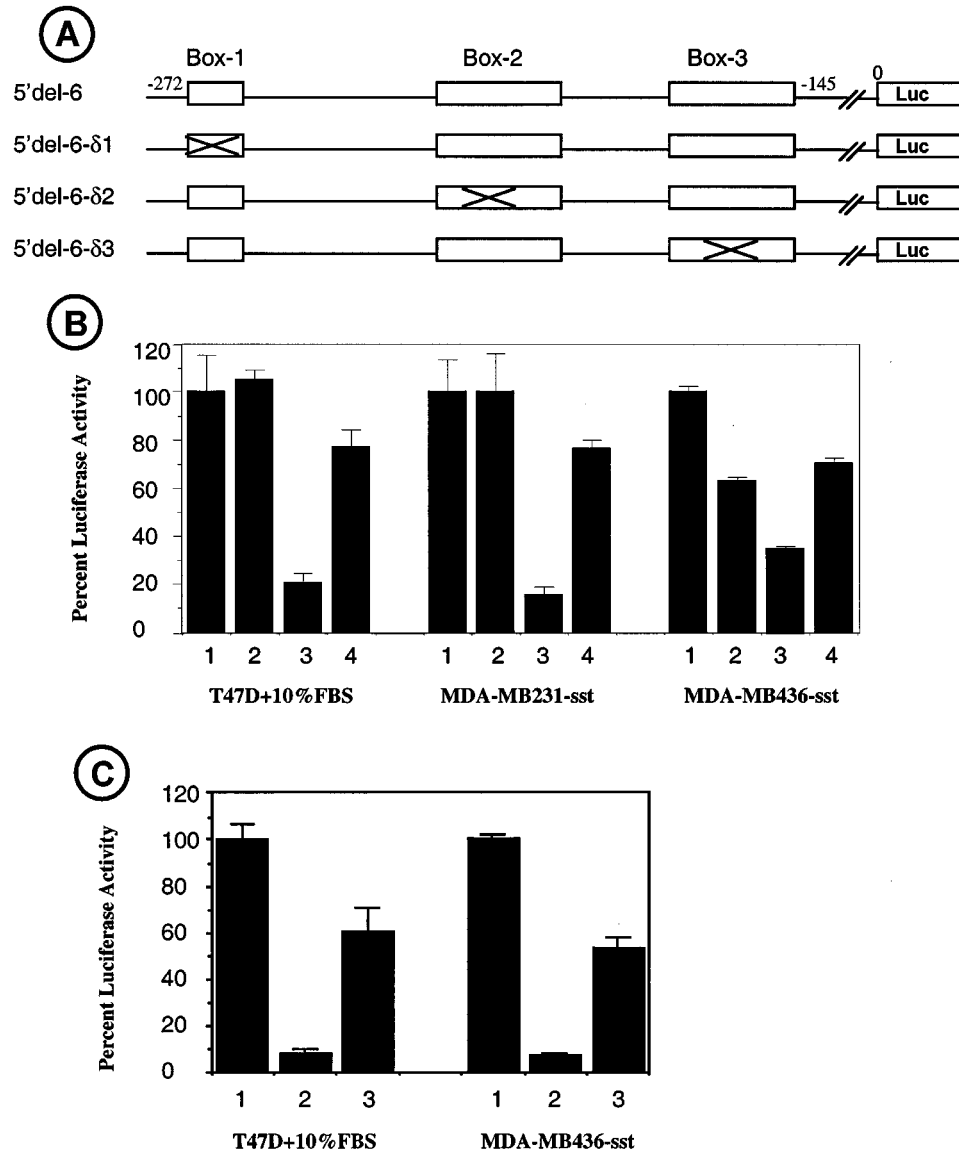 A
Box-1 Box-2 Box-3
5'del-6 -272 -145 0 Luc
5'del-6-δ1 Luc
5'del-6-δ2 Luc
5'del-6-δ3 Luc
B
Percent Luciferase Activity
120
100
80
60
40
20
0
1 2 3 4 1 2 3 4 1 2 3 4
T47D+10%FBS MDA-MB231-sst MDA-MB436-sst
C
Percent Luciferase Activity
120
100
80
60
40
20
0
1 2 3 1 2 3
T47D+10%FBS MDA-MB436-sst